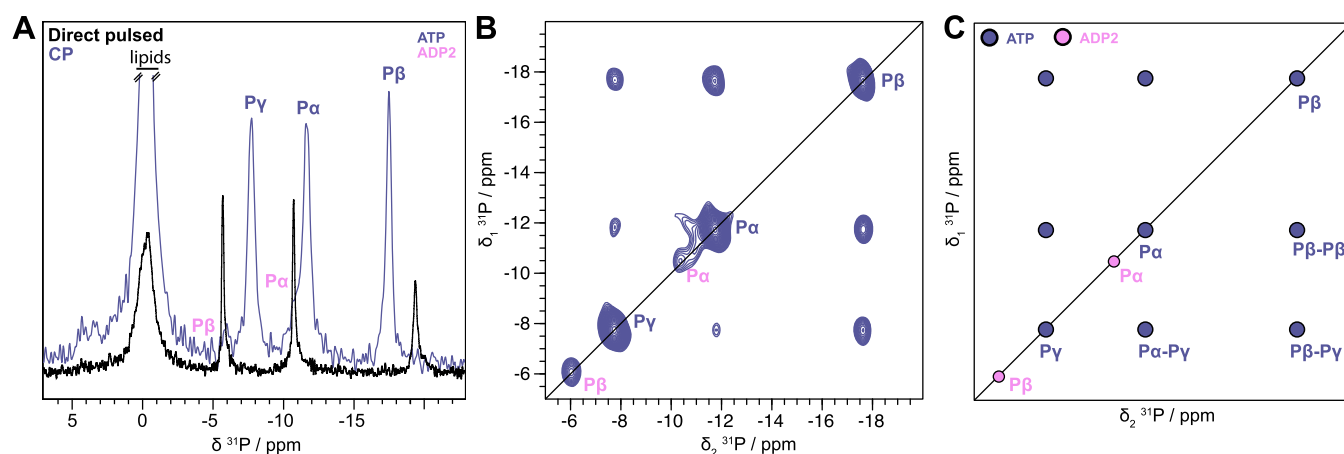 A
Direct pulsed
CP
lipids
ATP
ADP2
Pβ
Pγ
Pα
Pβ
Pα
5
0
-5
-10
-15
δ ³¹P / ppm
B
-18
-16
-14
-12
-10
-8
-6
δ₁ ³¹P / ppm
Pβ
Pα
Pα
Pγ
Pβ
-6
-8
-10
-12
-14
-16
-18
δ₂ ³¹P / ppm
C
ATP
ADP2
δ₁ ³¹P / ppm
Pβ
Pα
Pβ-Pβ
Pα
Pγ
Pα-Pγ
Pβ-Pγ
Pβ
δ₂ ³¹P / ppm